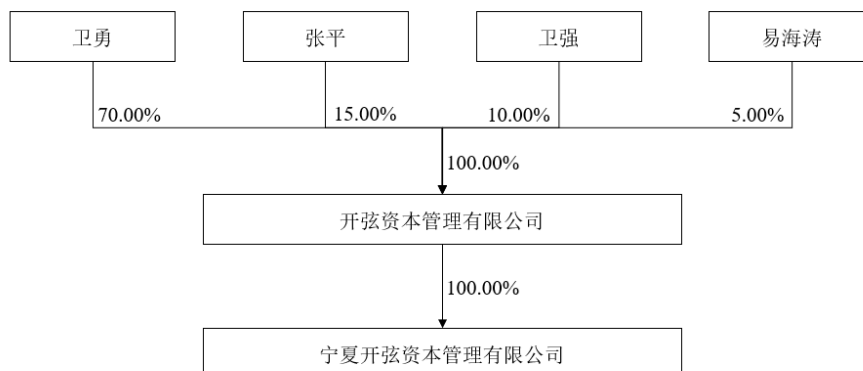 卫勇
张平
卫强
易海涛
70.00%
15.00%
10.00%
5.00%
100.00%
开弦资本管理有限公司
100.00%
宁夏开弦资本管理有限公司